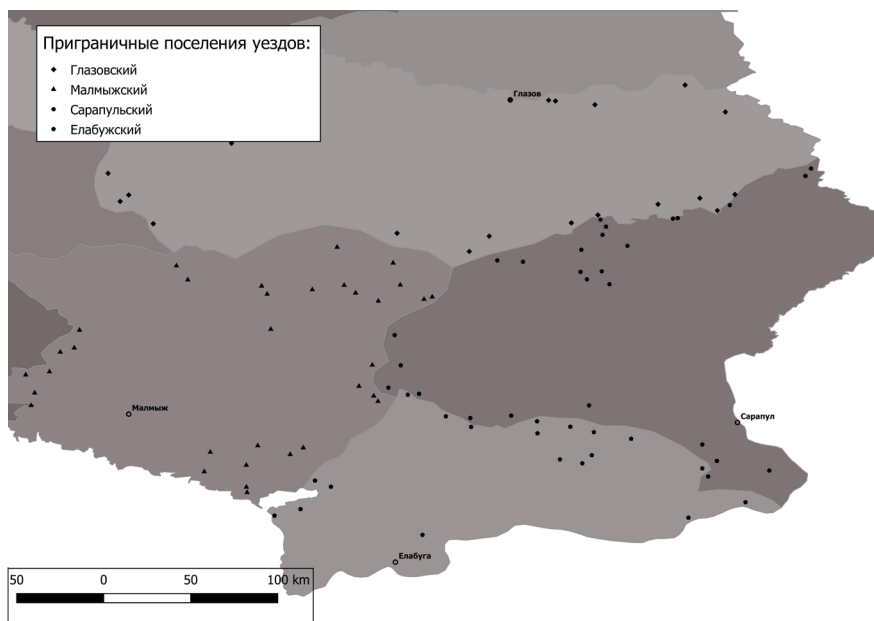 Приграничные поселения уездов:
Глазовский
Малмыжский
Сарапульский
Елабужский
Глазов
Малмыж
Сарапул
Елабуга
50 0 50 100 km